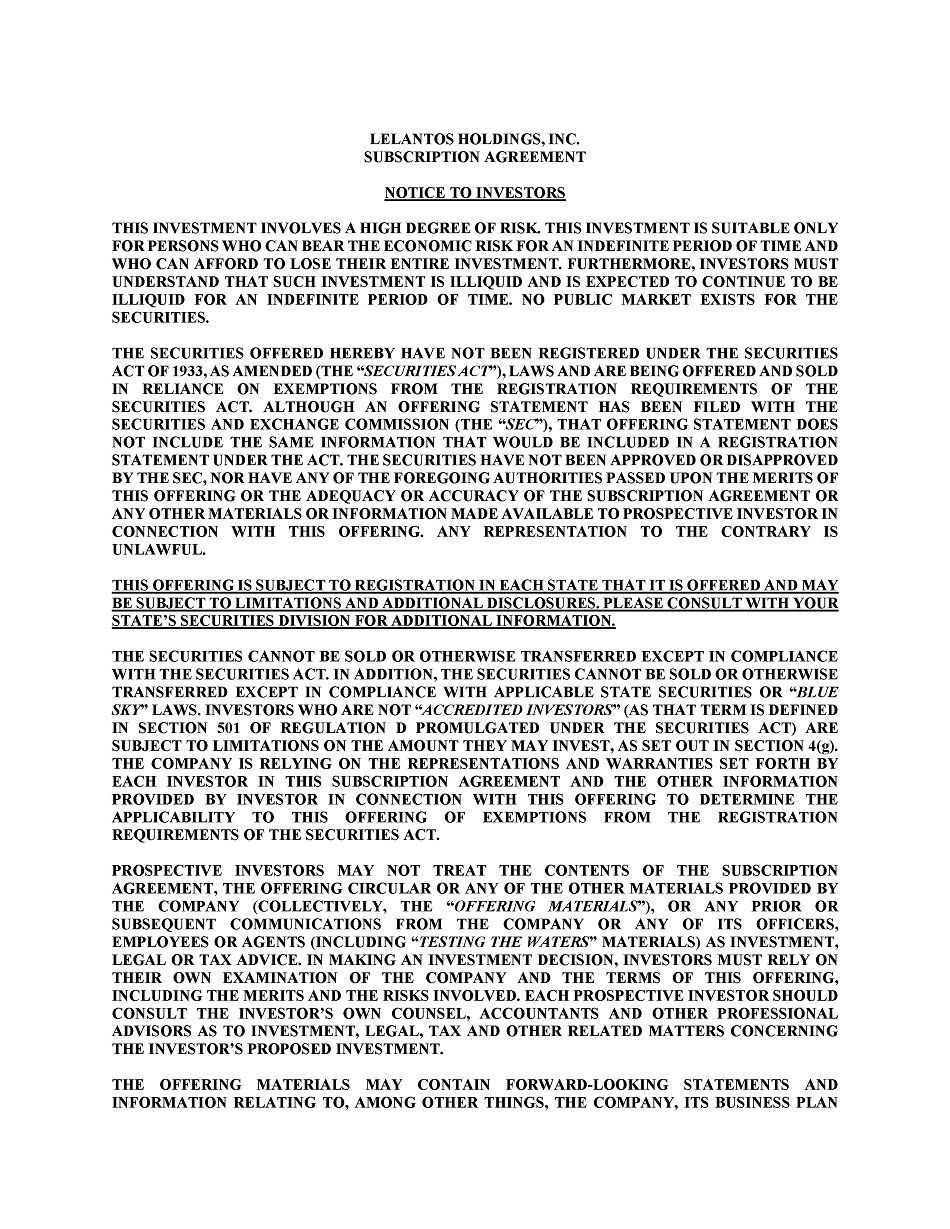 LELANTOS HOLDINGS, INC.
SUBSCRIPTION AGREEMENT
NOTICE TO INVESTORS
THIS INVESTMENT INVOLVES A HIGH DEGREE OF RISK. THIS INVESTMENT IS SUITABLE ONLY
FOR PERSONS WHO CAN BEAR THE ECONOMIC RISK FOR AN INDEFINITE PERIOD OF TIME AND
WHO CAN AFFORD TO LOSE THEIR ENTIRE INVESTMENT. FURTHERMORE, INVESTORS MUST
UNDERSTAND THAT SUCH INVESTMENT IS ILLIQUID AND IS EXPECTED TO CONTINUE TO BE
ILLIQUID FOR AN INDEFINITE PERIOD OF TIME. NO PUBLIC MARKET EXISTS FOR THE
SECURITIES.
THE SECURITIES OFFERED HEREBY HAVE NOT BEEN REGISTERED UNDER THE SECURITIES
ACT OF 1933, AS AMENDED (THE “SECURITIES ACT”), LAWS AND ARE BEING OFFERED AND SOLD
IN RELIANCE ON EXEMPTIONS FROM THE REGISTRATION REQUIREMENTS OF THE
SECURITIES ACT. ALTHOUGH AN OFFERING STATEMENT HAS BEEN FILED WITH THE
SECURITIES AND EXCHANGE COMMISSION (THE “SEC”), THAT OFFERING STATEMENT DOES
NOT INCLUDE THE SAME INFORMATION THAT WOULD BE INCLUDED IN A REGISTRATION
STATEMENT UNDER THE ACT. THE SECURITIES HAVE NOT BEEN APPROVED OR DISAPPROVED
BY THE SEC, NOR HAVE ANY OF THE FOREGOING AUTHORITIES PASSED UPON THE MERITS OF
THIS OFFERING OR THE ADEQUACY OR ACCURACY OF THE SUBSCRIPTION AGREEMENT OR
ANY OTHER MATERIALS OR INFORMATION MADE AVAILABLE TO PROSPECTIVE INVESTOR IN
CONNECTION WITH THIS OFFERING. ANY REPRESENTATION TO THE CONTRARY IS
UNLAWFUL.
THIS OFFERING IS SUBJECT TO REGISTRATION IN EACH STATE THAT IT IS OFFERED AND MAY
BE SUBJECT TO LIMITATIONS AND ADDITIONAL DISCLOSURES. PLEASE CONSULT WITH YOUR
STATE’S SECURITIES DIVISION FOR ADDITIONAL INFORMATION.
THE SECURITIES CANNOT BE SOLD OR OTHERWISE TRANSFERRED EXCEPT IN COMPLIANCE
WITH THE SECURITIES ACT. IN ADDITION, THE SECURITIES CANNOT BE SOLD OR OTHERWISE
TRANSFERRED EXCEPT IN COMPLIANCE WITH APPLICABLE STATE SECURITIES OR “BLUE
SKY” LAWS. INVESTORS WHO ARE NOT “ACCREDITED INVESTORS” (AS THAT TERM IS DEFINED
IN SECTION 501 OF REGULATION D PROMULGATED UNDER THE SECURITIES ACT) ARE
SUBJECT TO LIMITATIONS ON THE AMOUNT THEY MAY INVEST, AS SET OUT IN SECTION 4(g).
THE COMPANY IS RELYING ON THE REPRESENTATIONS AND WARRANTIES SET FORTH BY
EACH INVESTOR IN THIS SUBSCRIPTION AGREEMENT AND THE OTHER INFORMATION
PROVIDED BY INVESTOR IN CONNECTION WITH THIS OFFERING TO DETERMINE THE
APPLICABILITY TO THIS OFFERING OF EXEMPTIONS FROM THE REGISTRATION
REQUIREMENTS OF THE SECURITIES ACT.
PROSPECTIVE INVESTORS MAY NOT TREAT THE CONTENTS OF THE SUBSCRIPTION
AGREEMENT, THE OFFERING CIRCULAR OR ANY OF THE OTHER MATERIALS PROVIDED BY
THE COMPANY (COLLECTIVELY, THE “OFFERING MATERIALS”), OR ANY PRIOR OR
SUBSEQUENT COMMUNICATIONS FROM THE COMPANY OR ANY OF ITS OFFICERS,
EMPLOYEES OR AGENTS (INCLUDING “TESTING THE WATERS” MATERIALS) AS INVESTMENT,
LEGAL OR TAX ADVICE. IN MAKING AN INVESTMENT DECISION, INVESTORS MUST RELY ON
THEIR OWN EXAMINATION OF THE COMPANY AND THE TERMS OF THIS OFFERING,
INCLUDING THE MERITS AND THE RISKS INVOLVED. EACH PROSPECTIVE INVESTOR SHOULD
CONSULT THE INVESTOR’S OWN COUNSEL, ACCOUNTANTS AND OTHER PROFESSIONAL
ADVISORS AS TO INVESTMENT, LEGAL, TAX AND OTHER RELATED MATTERS CONCERNING
THE INVESTOR’S PROPOSED INVESTMENT.
THE OFFERING MATERIALS MAY CONTAIN FORWARD-LOOKING STATEMENTS AND
INFORMATION RELATING TO, AMONG OTHER THINGS, THE COMPANY, ITS BUSINESS PLAN